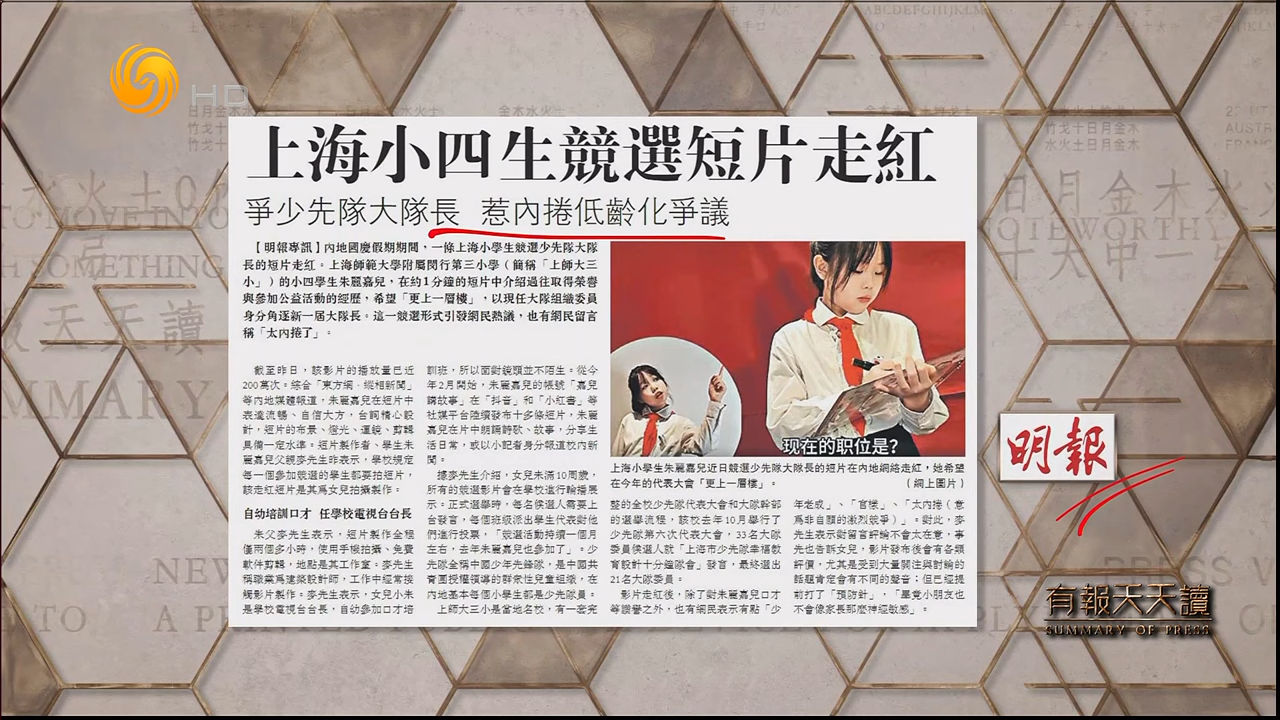 HD
上海小四生競選短片走紅
爭少先隊大隊長 惹內捲低齡化爭議
【明報專訊】內地國慶假期期間，一條上海小學生競選少先隊大隊
長的短片走紅。上海師範大學附屬閔行第三小學（簡稱「上師大三
小」）的小四學生朱麗嘉兒，在約1分鐘的短片中介紹過往取得榮譽
與參加公益活動的經歷，希望「更上一層樓」，以現任大隊組織委員
身分角逐新一屆大隊長。這一競選形式引發網民熱議，也有網民留言
稱「太內捲了」。
截至昨日，該影片的播放量已近
200萬次。綜合「東方網·縱相新聞」
等內地媒體報道，朱麗嘉兒在短片中
表達流暢、自信大方，台詞精心設
計，短片的布景、燈光、運鏡、剪輯
具備一定水準。短片製作者、學生朱
麗嘉兒父親麥先生昨表示，學校規定
每一個參加競選的學生都要拍短片，
該走紅短片是其為女兒拍攝製作。
自幼培訓口才 任學校電視台台長
朱父麥先生表示，短片製作全程
僅兩個多小時，使用手機拍攝、免費
軟件剪輯，地點是其工作室。麥先生
稱職業為建築設計師，工作中經常接
觸影片製作。麥先生表示，女兒小朱
是學校電視台台長，自幼參加口才培
訓班，所以面對鏡頭並不陌生。從今
年2月開始，朱麗嘉兒的帳號「嘉兒
講故事」在「抖音」和「小紅書」等
社媒平台陸續發布十多條短片，朱麗
嘉兒在片中朗誦詩歌、故事，分享生
活日常，或以小記者身分報道校內新
聞。
據麥先生介紹，女兒未滿10周歲，
所有的競選影片會在學校進行輪播展
示。正式選舉時，每名候選人需要上
台發言，每個班級派出學生代表對他
們進行投票，「競選活動持續一個月
左右，去年朱麗嘉兒也參加了」。少
先隊全稱中國少年先鋒隊，是中國共
青團授權領導的群眾性兒童組織，在
內地基本每個小學生都是少先隊員。
上師大三小是當地名校，有一套完
现在的职位是?
上海小學生朱麗嘉兒近日競選少先隊大隊長的短片在內地網絡走紅，她希望
在今年的代表大會「更上一層樓」。 （網上圖片）
整的全校少先隊代表大會和大隊幹部
的選舉流程，該校去年10月舉行了
少先隊第六次代表大會，33名大隊
委員候選人就「上海市少先隊幸福教
育設計十分鐘隊會」發言，最終選出
21名大隊委員。
影片走紅後，除了對朱麗嘉兒口才
等讚譽之外，也有網民表示有點「少
年老成」、「官樣」、「太內捲（意
為非自願的激烈競爭）」。對此，麥
先生表示對留言評論不會太在意，事
先也告訴女兒，影片發布後會有各類
評價，尤其是受到大量關注與討論的
話題肯定會有不同的聲音；但已經提
前打了「預防針」，「畢竟小朋友也
不會像家長那麼神經敏感」。
明報
有報天天讀
SUMMARY OF PRESS